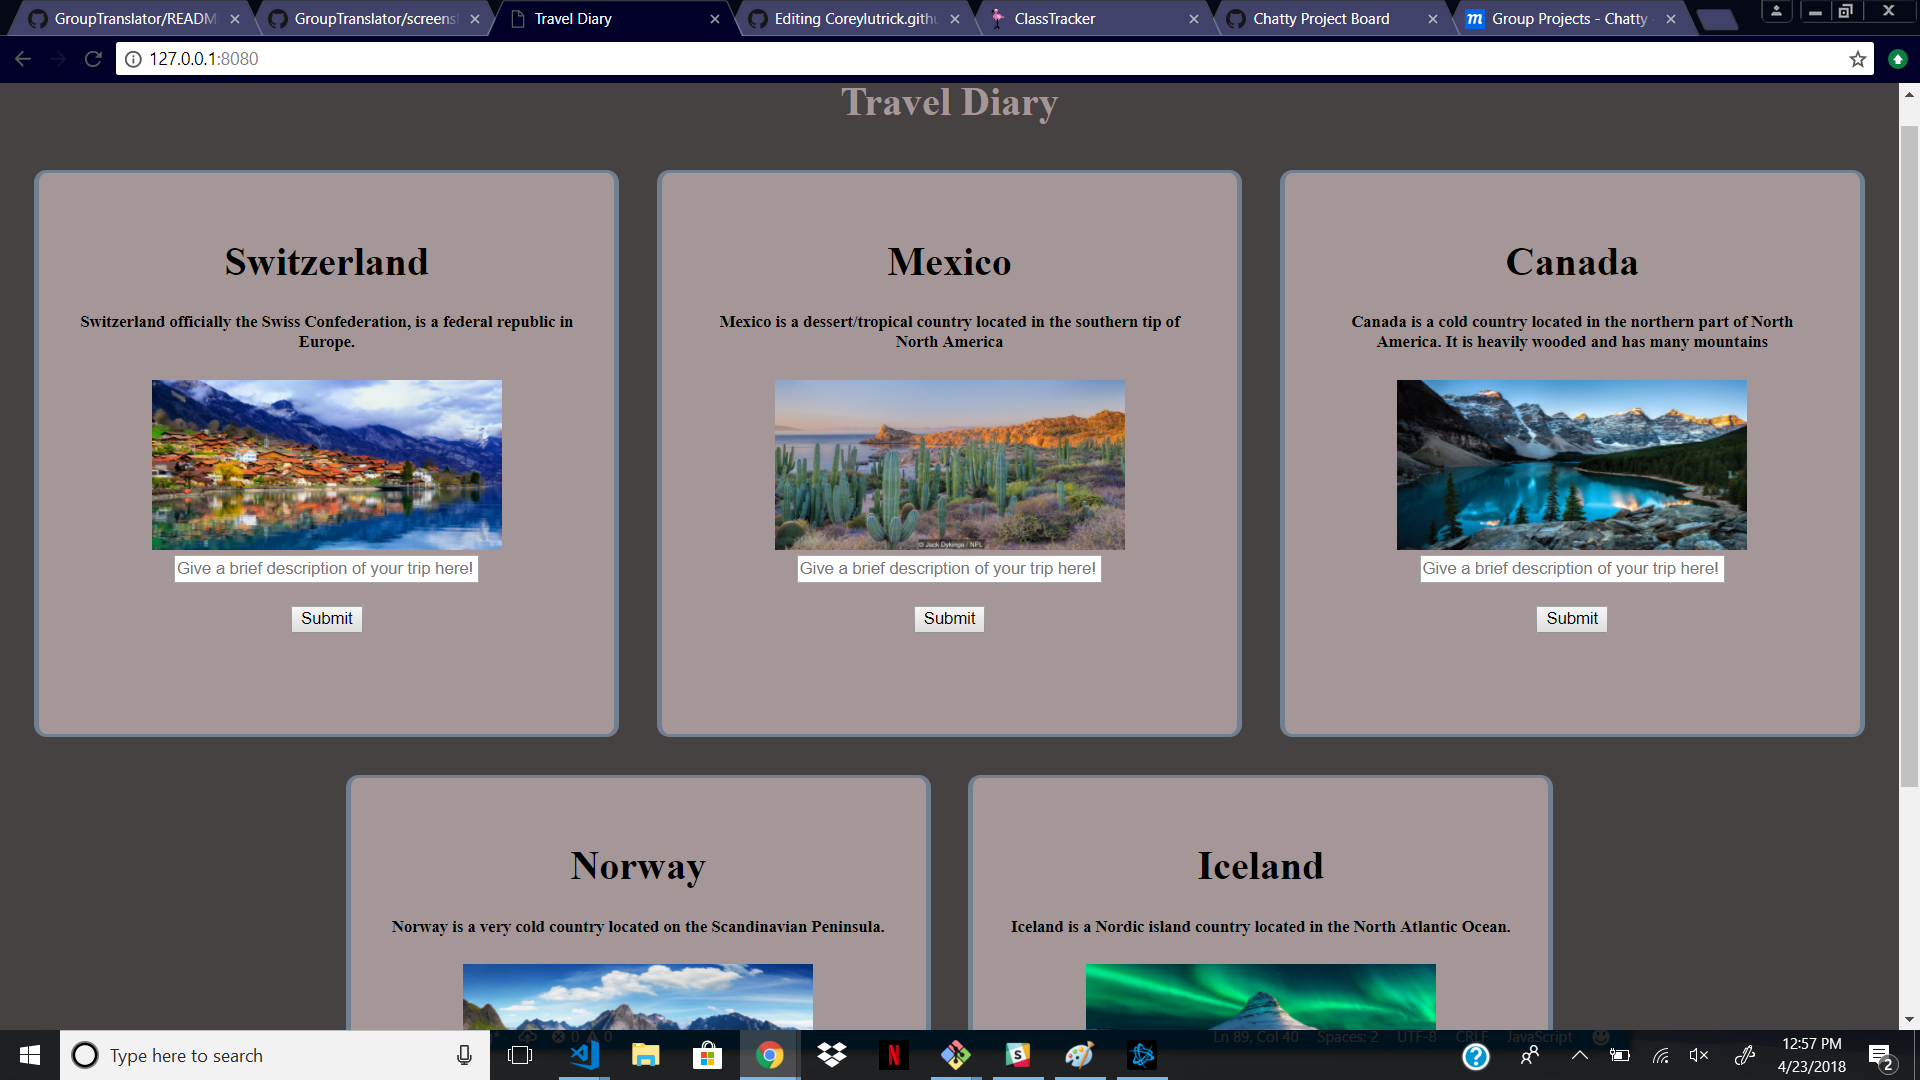 GroupTranslator/READM
GroupTranslator/screensh
Travel Diary
Editing Coreylutrick.githu
ClassTracker
Chatty Project Board
Group Projects - Chatty
127.0.0.1:8080
Travel Diary
Switzerland
Switzerland officially the Swiss Confederation, is a federal republic in
Europe.
Give a brief description of your trip here!
Submit
Mexico
Mexico is a dessert/tropical country located in the southern tip of
North America
© Jack Dykinga / NPL
Give a brief description of your trip here!
Submit
Canada
Canada is a cold country located in the northern part of North
America. It is heavily wooded and has many mountains
Give a brief description of your trip here!
Submit
Norway
Norway is a very cold country located on the Scandinavian Peninsula.
Iceland
Iceland is a Nordic island country located in the North Atlantic Ocean.
0 0
Ln 89, Col 40 Spaces: 2 UTF-8 CRLF JavaScript
Type here to search
12:57 PM
4/23/2018
2